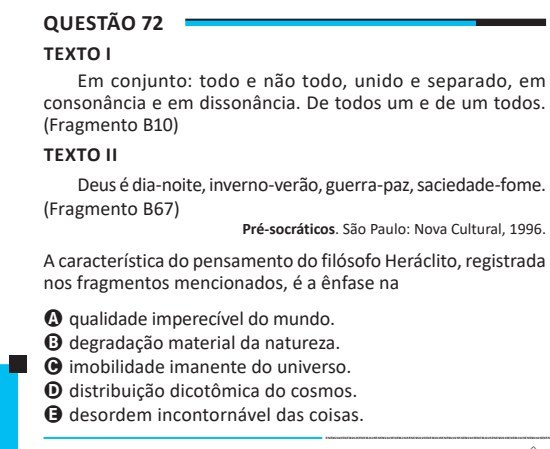 QUESTÃO 72
TEXTO I
Em conjunto: todo e não todo, unido e separado, em
consonância e em dissonância. De todos um e de um todos.
(Fragmento B10)
TEXTO II
Deus é dia-noite, inverno-verão, guerra-paz, saciedade-fome.
(Fragmento B67)
Pré-socráticos. São Paulo: Nova Cultural, 1996.
A característica do pensamento do filósofo Heráclito, registrada
nos fragmentos mencionados, é a ênfase na
A qualidade imperecível do mundo.
B degradação material da natureza.
C imobilidade imanente do universo.
D distribuição dicotômica do cosmos.
E desordem incontornável das coisas.